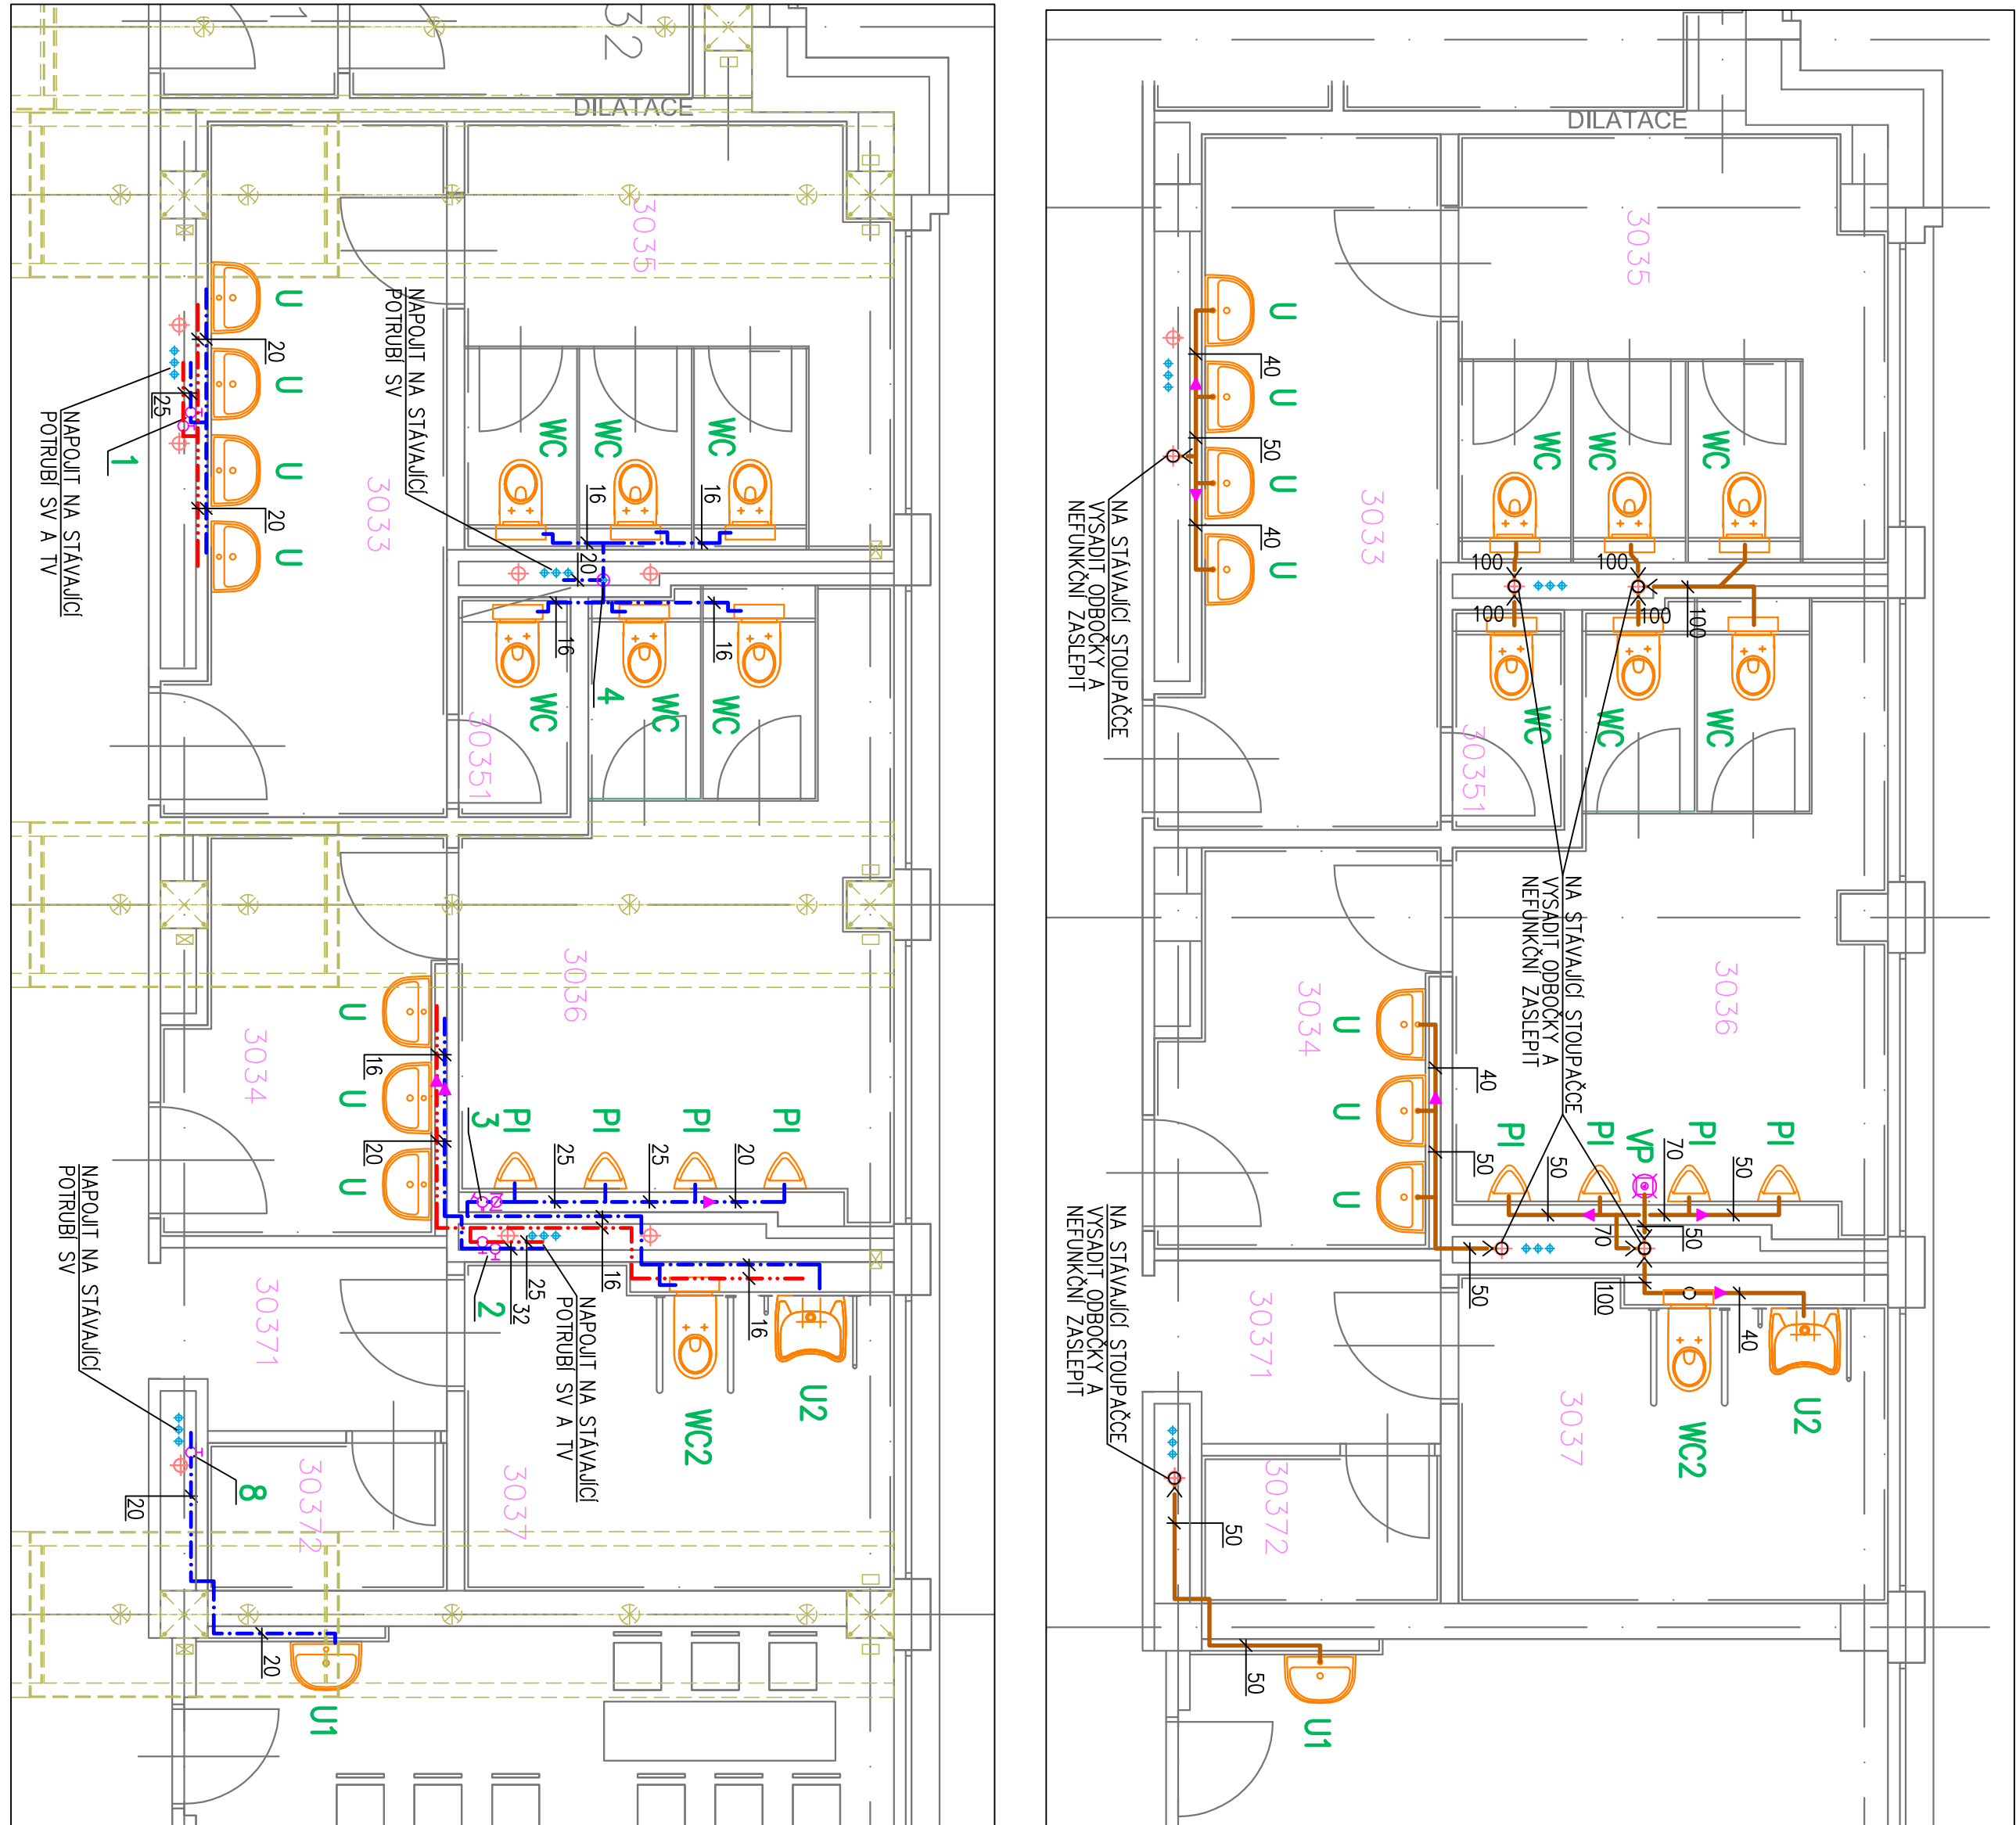 32
1
DILATACE
3035
U
U
U
U
20
20
25
1
NAPOJIT NA STÁVAJÍCÍ
POTRUBÍ SV A TV
NAPOJIT NA STÁVAJÍCÍ
POTRUBÍ SV
3033
WC
WC
WC
16
16
20
16
16
4
WC
WC
WC
30351
3036
3034
U
U
U
16
20
3
PI
PI
PI
PI
25
25
20
2
32
25
16
16
NAPOJIT NA STÁVAJÍCÍ
POTRUBÍ SV A TV
NAPOJIT NA STÁVAJÍCÍ
POTRUBÍ SV
30371
WC2
U2
3037
30372
8
20
20
U1
DILATACE
3035
U
U
U
U
40
50
40
3033
NA STÁVAJÍCÍ STOUPAČCE
VYSADIT ODBOČKY A
NEFUNKČNÍ ZASLEPIT
WC
WC
WC
100
100
100
100
100
WC
WC
WC
30351
NA STÁVAJÍCÍ STOUPAČCE
VYSADIT ODBOČKY A
NEFUNKČNÍ ZASLEPIT
3036
3034
U
U
U
40
50
PI
PI
VP
PI
PI
50
70
50
50
70
50
50
50
100
40
NA STÁVAJÍCÍ STOUPAČCE
VYSADIT ODBOČKY A
NEFUNKČNÍ ZASLEPIT
30371
WC2
U2
3037
30372
50
50
U1